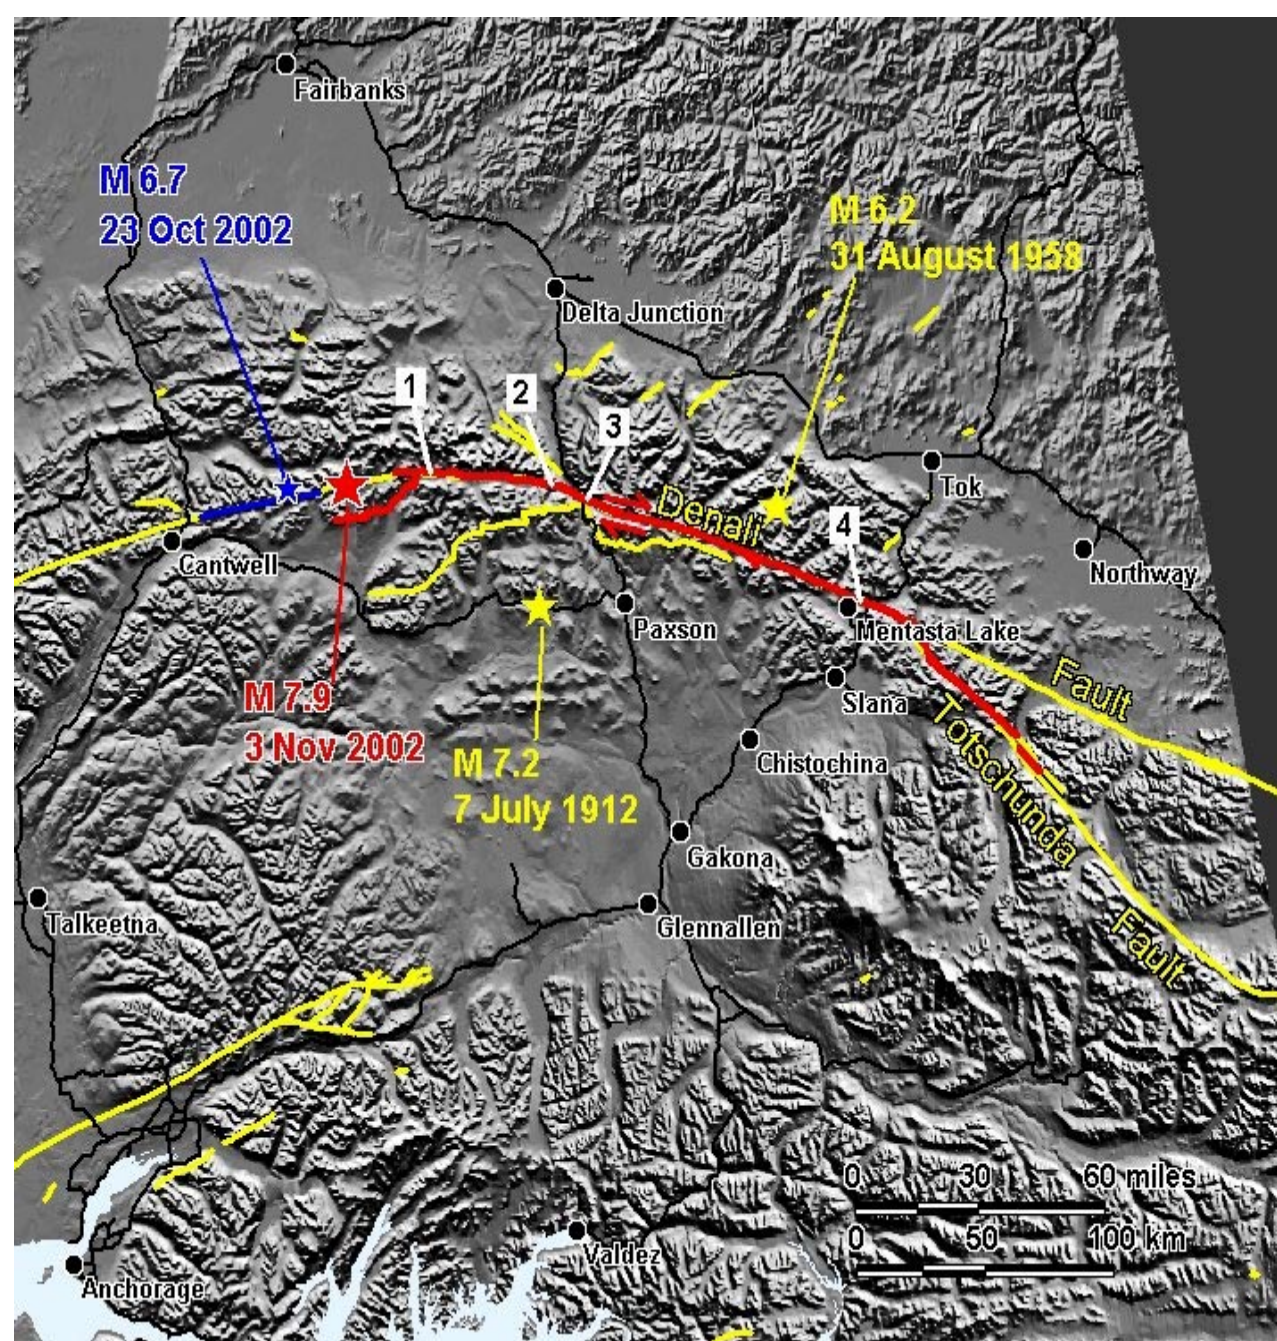 Fairbanks
M 6.7
23 Oct 2002
M 6.2
31 August 1958
Delta Junction
1
2
3
Tok
Denali
4
Cantwell
Northway
Paxson
Mentasta Lake
Fault
M 7.9
3 Nov 2002
Slana
Totschunda
M 7.2
7 July 1912
Chistochina
Gakona
Talkeetna
Glennallen
Fault
0 30 60 miles
0 50 100 km
Valdez
Anchorage